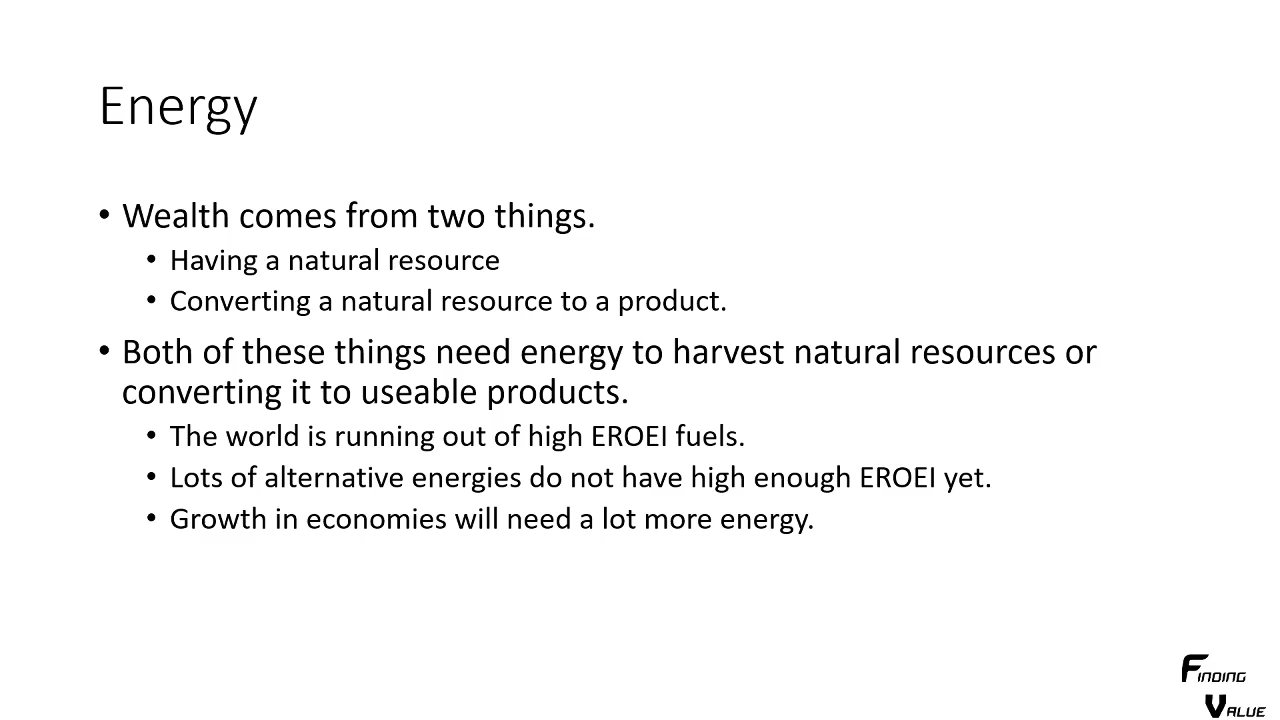 Energy
• Wealth comes from two things.
• Having a natural resource
• Converting a natural resource to a product.
• Both of these things need energy to harvest natural resources or
converting it to useable products.
• The world is running out of high EROEI fuels.
• Lots of alternative energies do not have high enough EROEI yet.
• Growth in economies will need a lot more energy.
Finding
Value